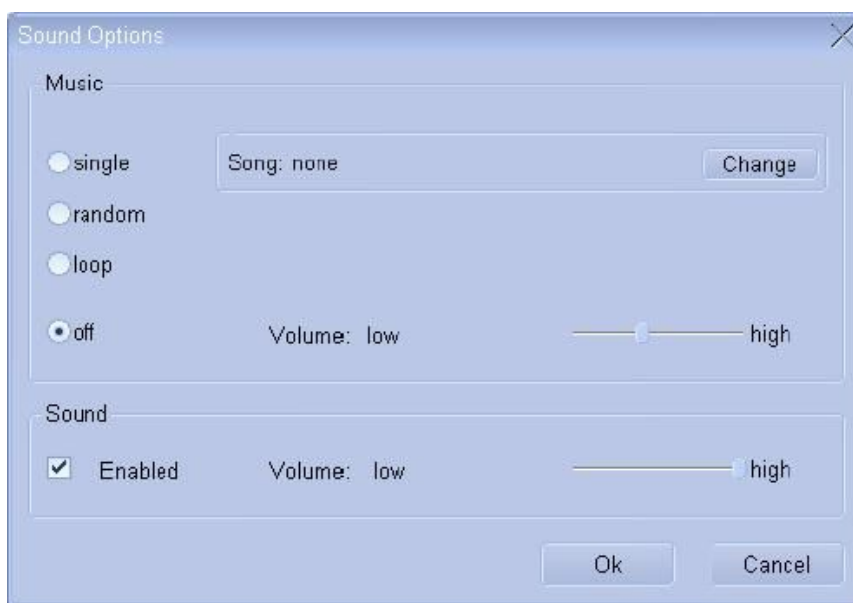 Sound Options
Music
single
Song: none
Change
random
loop
off
Volume: low
high
Sound
Enabled
Volume: low
high
Ok
Cancel